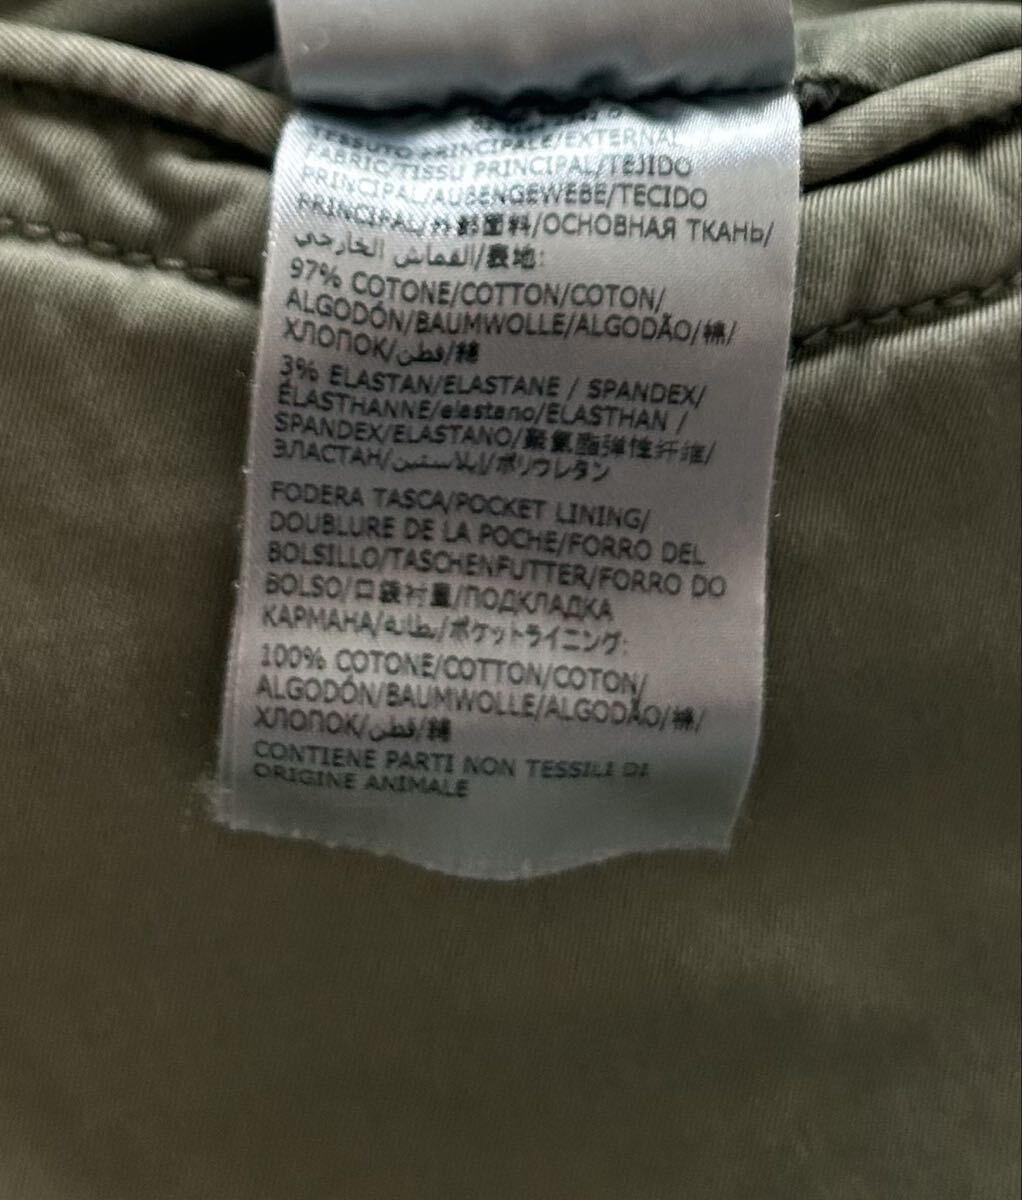 TESSUTO PRINCIPALE/EXTERNAL
FABRIC/TISSU PRINCIPAL/TEJIDO
PRINCIPAL/AUßENGEWEBE/TECIDO
PRINCIPAL/外部面料/ОСНОВНАЯ ТКАНЬ/
القماش الخارجي/表地:
97% COTONE/COTTON/COTON/
ALGODÓN/BAUMWOLLE/ALGODÃO/棉/
ХЛОПОК/قطن/綿
3% ELASTAN/ELASTANE / SPANDEX/
ÉLASTHANNE/elastano/ELASTHAN /
SPANDEX/ELASTANO/聚氨酯弹性纤维/
ЭЛАСТАН/إيلاستين/ポリウレタン
FODERA TASCA/POCKET LINING/
DOUBLURE DE LA POCHE/FORRO DEL
BOLSILLO/TASCHENFUTTER/FORRO DO
BOLSO/口袋衬里/ПОДКЛАДКА
КАРМАНА/بطانة/ポケットライニング:
100% COTONE/COTTON/COTON/
ALGODÓN/BAUMWOLLE/ALGODÃO/棉/
ХЛОПОК/قطن/綿
CONTIENE PARTI NON TESSILI DI
ORIGINE ANIMALE